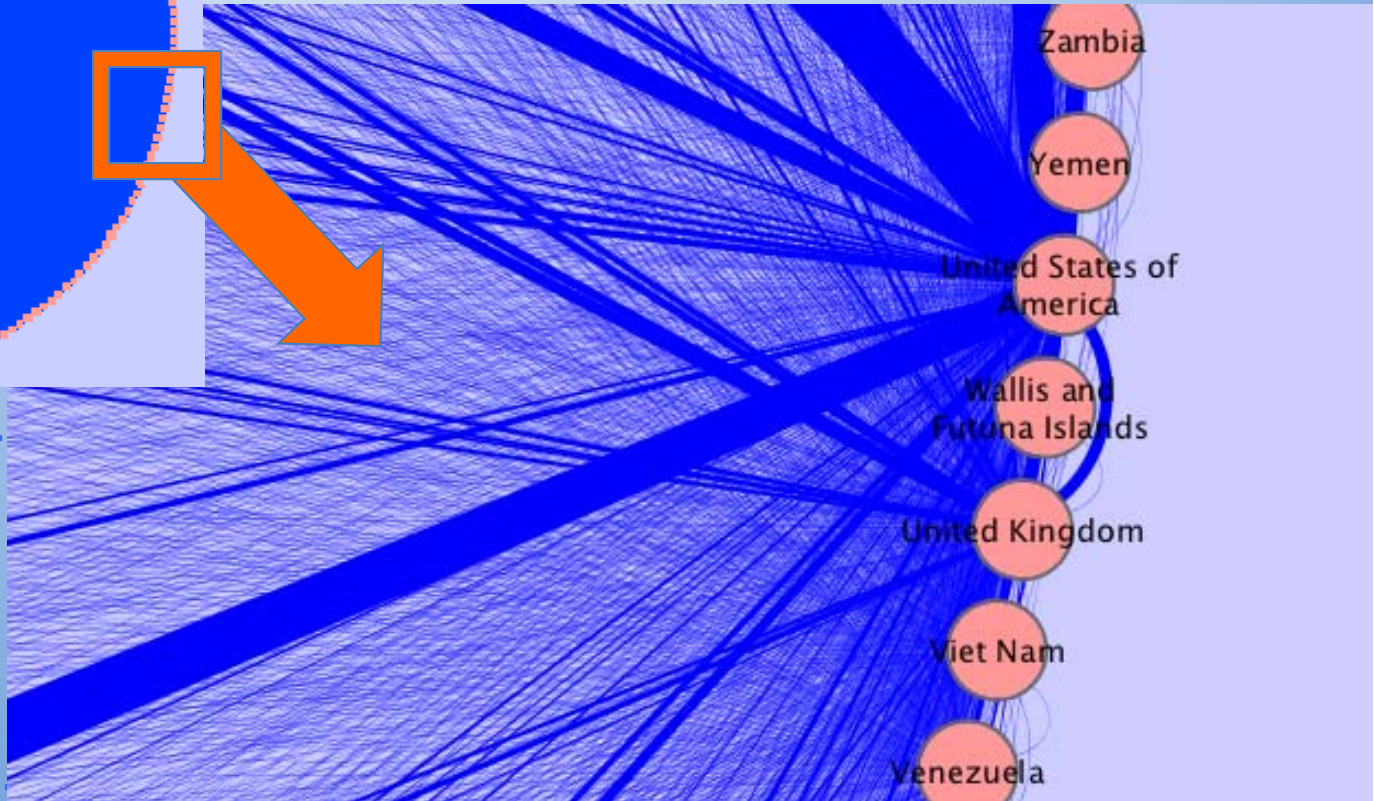 Zambia
Yemen
United States of
America
Wallis and
Futuna Islands
United Kingdom
Viet Nam
Venezuela